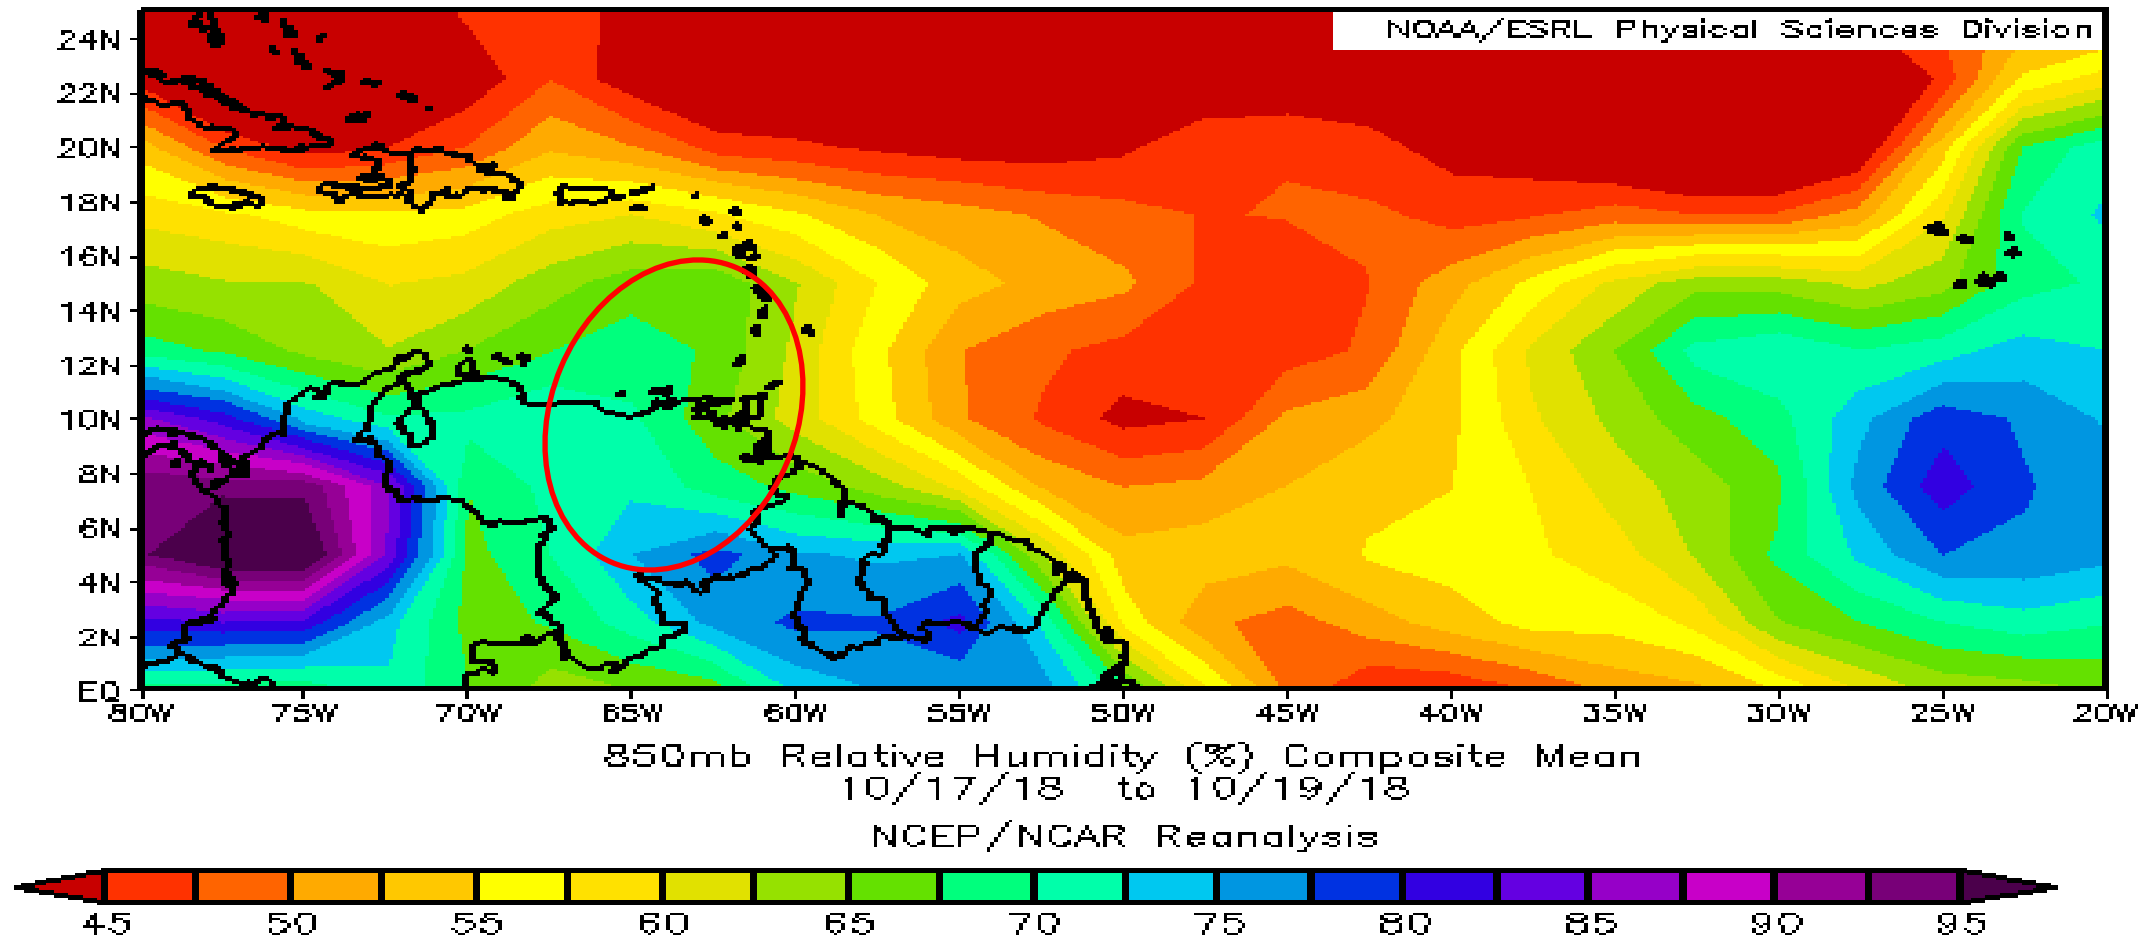 NOAA/ESRL Physical Sciences Division
24N
22N
20N
18N
16N
14N
12N
10N
8N
6N
4N
2N
EQ
80W 75W 70W 65W 60W 55W 50W 45W 40W 35W 30W 25W 20W
850mb Relative Humidity (%) Composite Mean
10/17/18 to 10/19/18
NCEP/NCAR Reanalysis
45 50 55 60 65 70 75 80 85 90 95